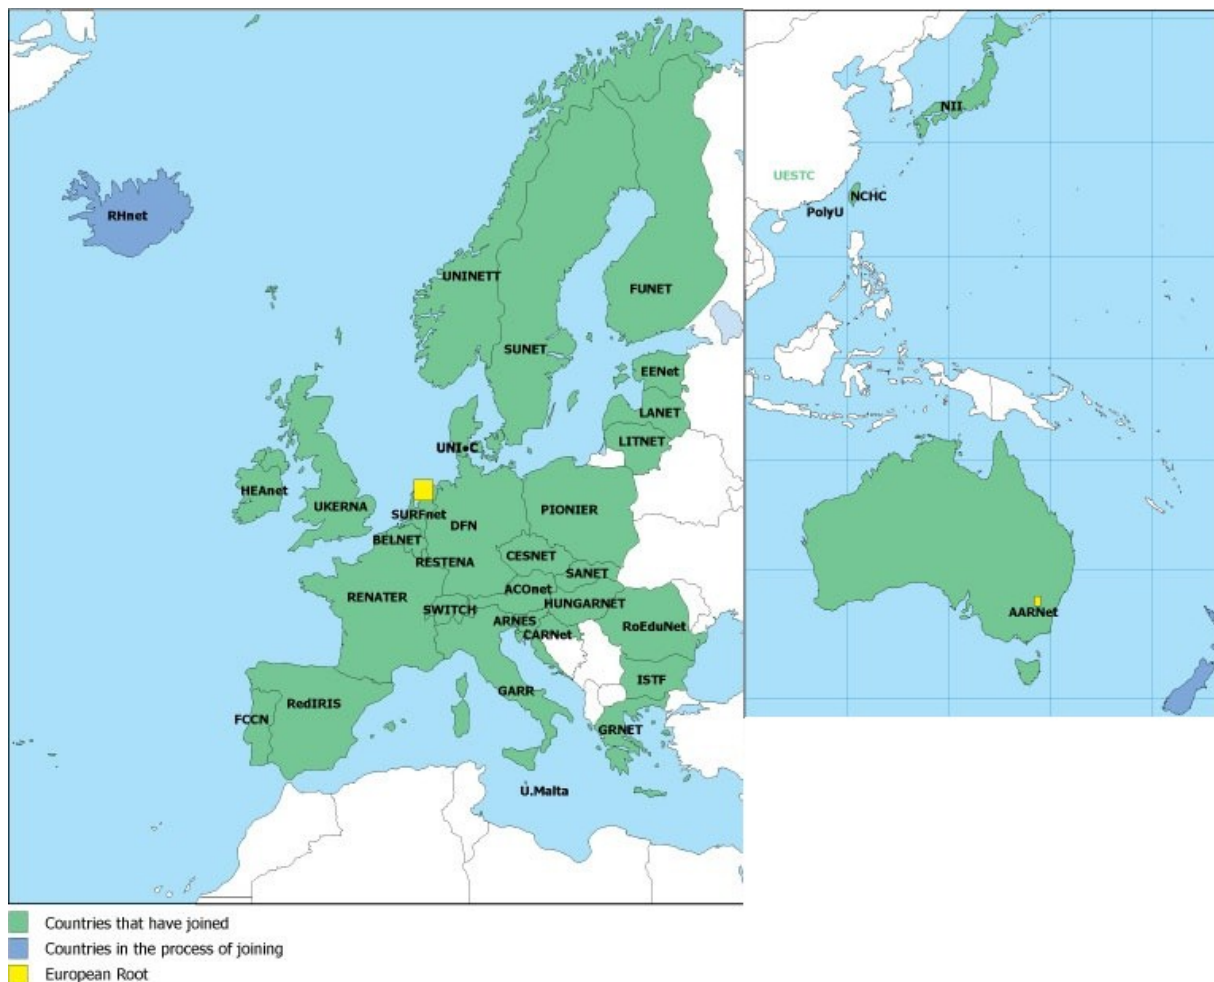 RHnet
UNINETT
FUNET
SUNET
EENet
LANET
LITNET
UNI•C
HEAnet
UKERNA
SURFnet
DFN
PIONIER
BELNET
RESTENA
CESNET
SANET
RENATER
ACOnet
SWITCH
HUNGARNET
ARNES
CARNet
RoEduNet
GARR
ISTF
RedIRIS
FCCN
GRNET
U.Malta
NII
UESTC
NCHC
PolyU
AARNet
Countries that have joined
Countries in the process of joining
European Root